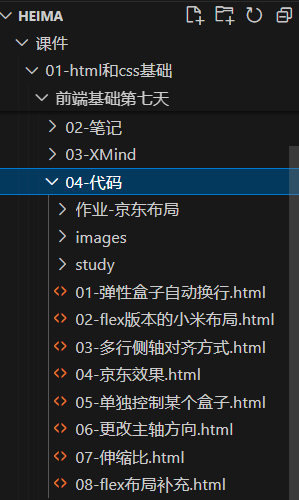 HEIMA
课件
01-html和css基础
前端基础第七天
02-笔记
03-XMind
04-代码
作业-京东布局
images
study
01-弹性盒子自动换行.html
02-flex版本的小米布局.html
03-多行侧轴对齐方式.html
04-京东效果.html
05-单独控制某个盒子.html
06-更改主轴方向.html
07-伸缩比.html
08-flex布局补充.html